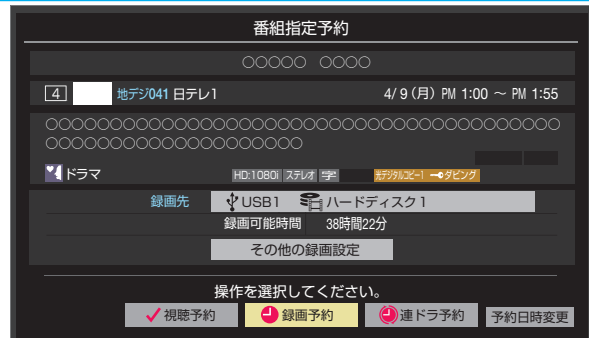 番組指定予約
○○○○○ ○○○○
4 地デジ041 日テレ1 4/ 9 (月) PM 1:00 ～ PM 1:55
○○○○○○○○○○○○○○○○○○○○○○○○○○○○○○○○
○○○○○○○○○○○○○○○○○○○○
ドラマ HD:1080i ステレオ 字 光デジタルコピー1 ダビング
録画先 USB1 ハードディスク1
録画可能時間 38時間22分
その他の録画設定
操作を選択してください。
視聴予約 録画予約 連ドラ予約 予約日時変更